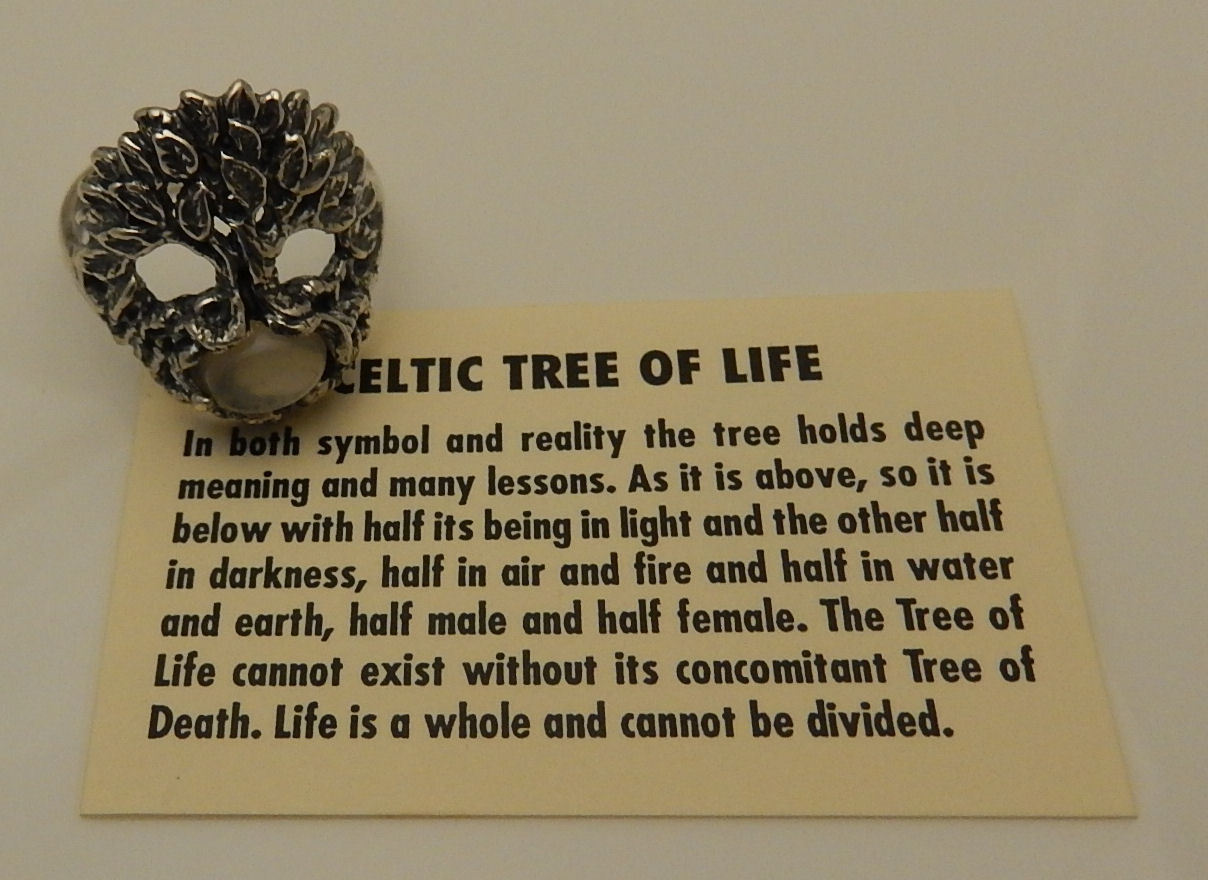 CELTIC TREE OF LIFE
In both symbol and reality the tree holds deep
meaning and many lessons. As it is above, so it is
below with half its being in light and the other half
in darkness, half in air and fire and half in water
and earth, half male and half female. The Tree of
Life cannot exist without its concomitant Tree of
Death. Life is a whole and cannot be divided.